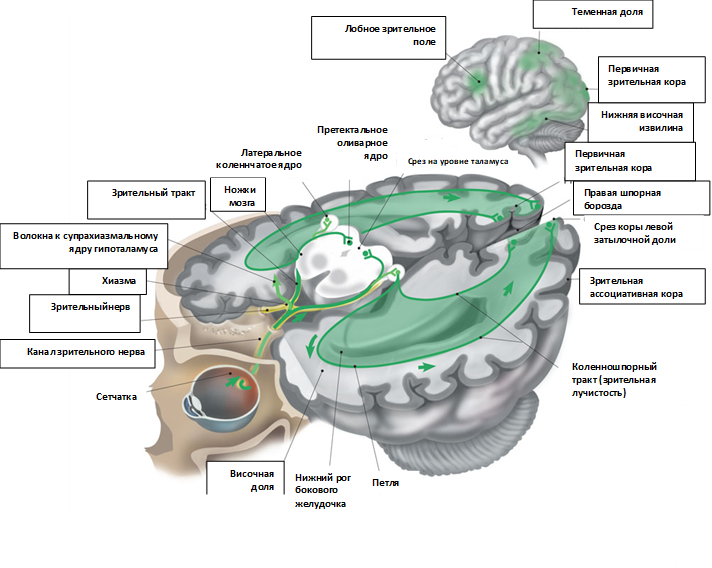 Теменная доля
Лобное зрительное
поле
Первичная
зрительная кора
Нижняя височная
извилина
Претектальное
оливарное
ядро
Латеральное
коленчатое ядро
Срез на уровне таламуса
Первичная
зрительная кора
Зрительный тракт
Ножки
мозга
Правая шпорная
борозда
Волокна к супрахиазмальному
ядру гипоталамуса
Срез коры левой
затылочной доли
Хиазма
Зрительная
ассоциативная кора
Зрительныйнерв
Канал зрительного нерва
Сетчатка
Коленношпорный
тракт (зрительная
лучистость)
Височная
доля
Нижний рог
бокового
желудочка
Петля